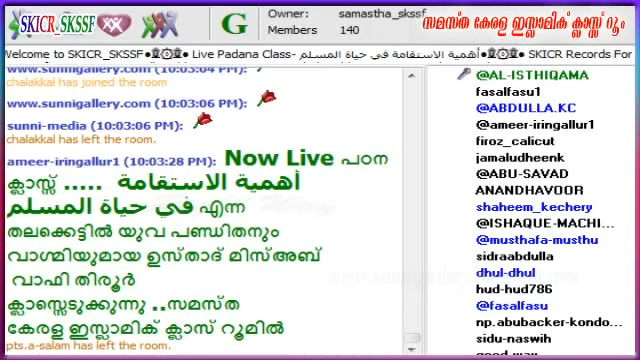 SKICR SKSSF
G
Owner: samastha_skssf
Members 140
സമസ്ത കേരള ഇസ്ലാമിക് ക്ലാസ്സ് റൂം
Welcome to SKICR_SKSSF Live Padana Class- أهمية الاستقامة في حياة المسلم SKICR Records For
www.sunnigallery.com (10:03:04 PM):
chalakkal has joined the room
www.sunnigallery.com (10:03:06 PM):
sunni-media (10:03:06 PM):
chalakkal has left the room.
ameer-iringallur1 (10:03:28 PM): Now Live പഠന
ക്ലാസ്സ് ..... أهمية الاستقامة
في حياة المسلم എന്ന
തലക്കെട്ടില്‍ യുവ പണ്ഡിതനും
വാഗ്മിയുമായ ഉസ്താദ് മിസ്അബ്
വാഫി തിരൂര്‍
ക്ലാസ്സെടുക്കുന്നു ..സമസ്ത
കേരള ഇസ്ലാമിക് ക്ലാസ് റൂമില്‍
pts.a-salam has left the room.
@AL-ISTHIQAMA
fasalfasu1
@ABDULLA.KC
@ameer-iringallur1
firoz_calicut
jamaludheenk
@ABU-SAVAD
ANANDHAVOOR
shaheem_kechery
@ISHAQUE-MACHI...
@musthafa-musthu
sidraabdulla
dhul-dhul
hud-hud786
@fasalfasu
np.abubacker-kondo...
sidu-naswih